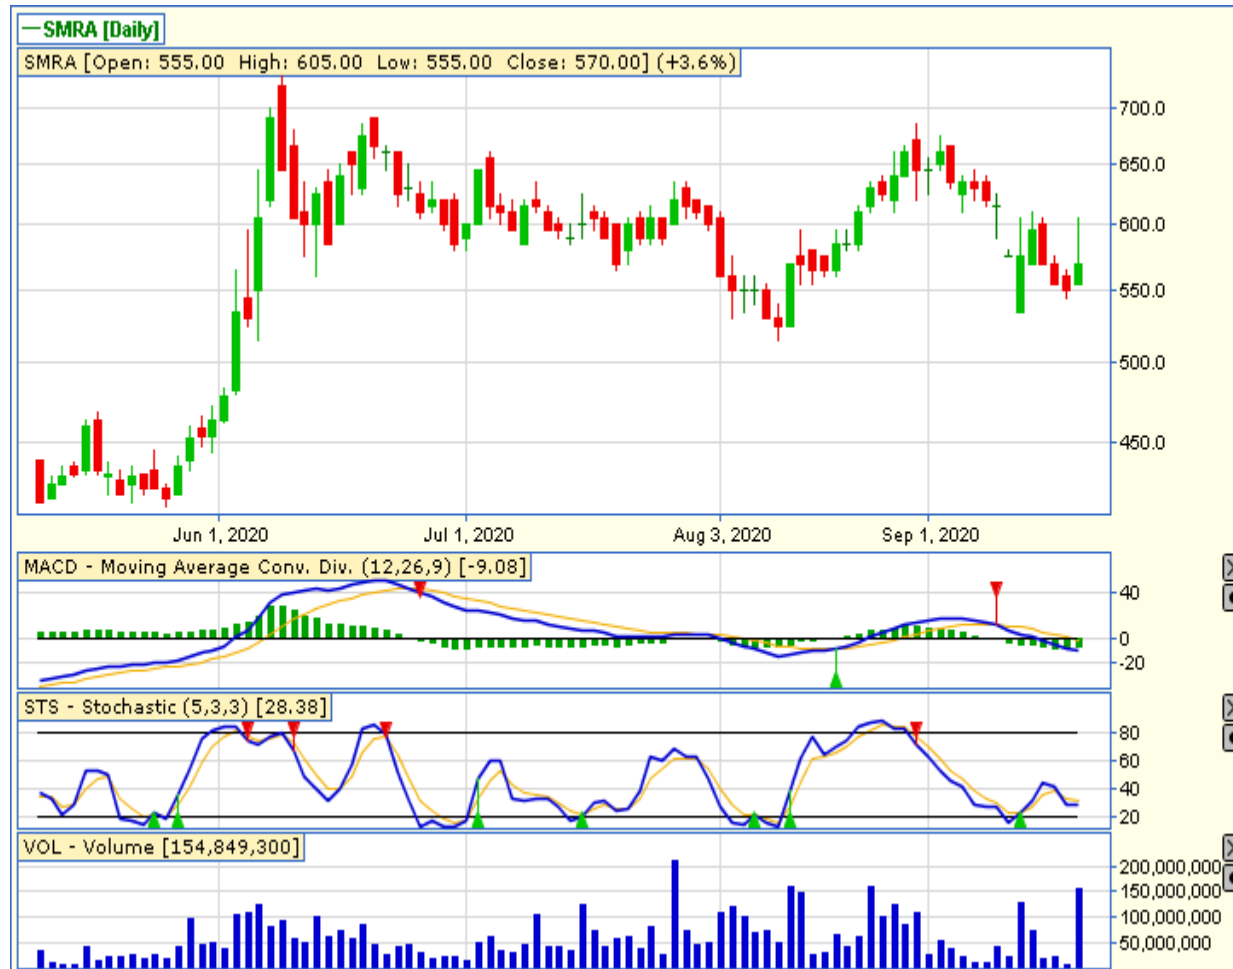 SMRA [Daily]
SMRA [Open: 555.00 High: 605.00 Low: 555.00 Close: 570.00] (+3.6%)
700.0
650.0
600.0
550.0
500.0
450.0
Jun 1, 2020 Jul 1, 2020 Aug 3, 2020 Sep 1, 2020
MACD - Moving Average Conv. Div. (12,26,9) [-9.08]
40
0
-20
STS - Stochastic (5,3,3) [28.38]
80
60
40
20
VOL - Volume [154,849,300]
200,000,000
150,000,000
100,000,000
50,000,000